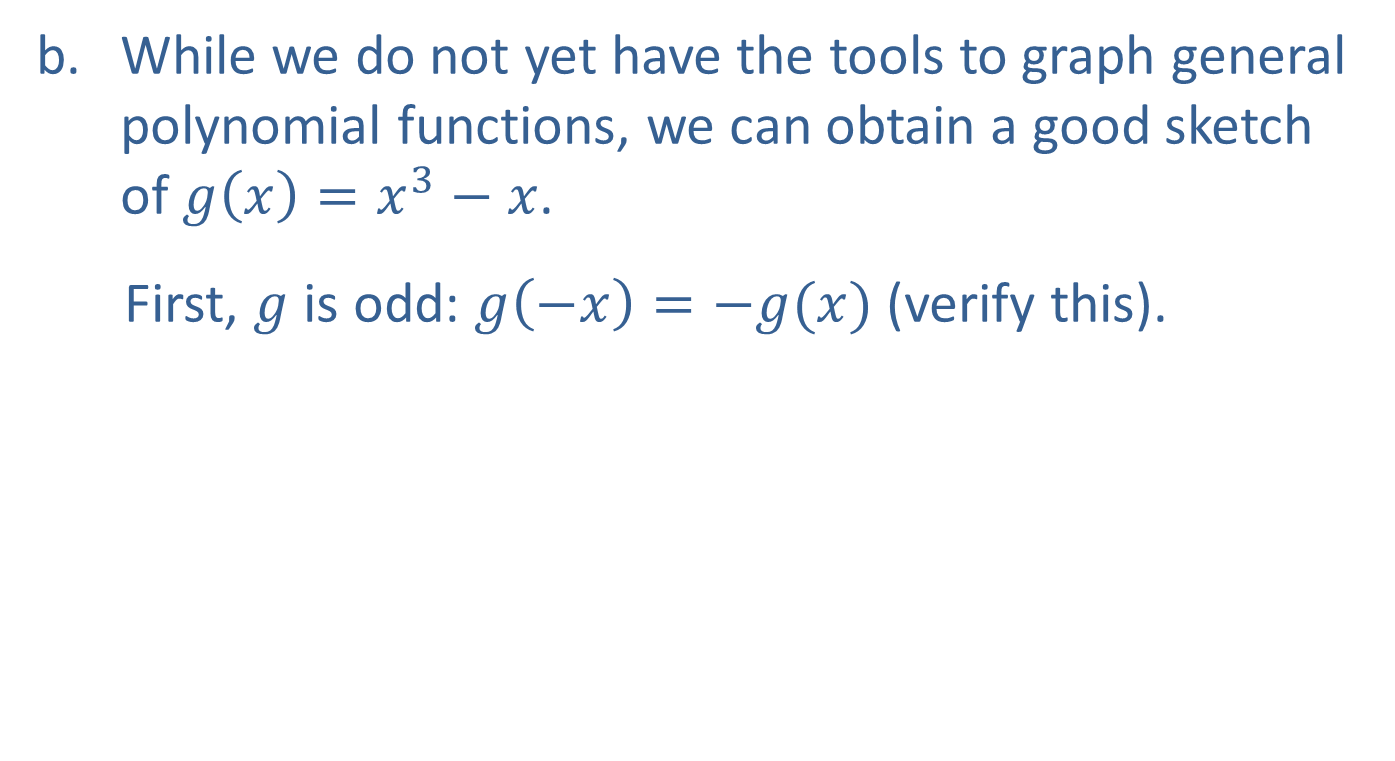 b. While we do not yet have the tools to graph general
polynomial functions, we can obtain a good sketch
of 𝑔(𝑥) = 𝑥³ − 𝑥.
First, 𝑔 is odd: 𝑔(−𝑥) = −𝑔(𝑥) (verify this).